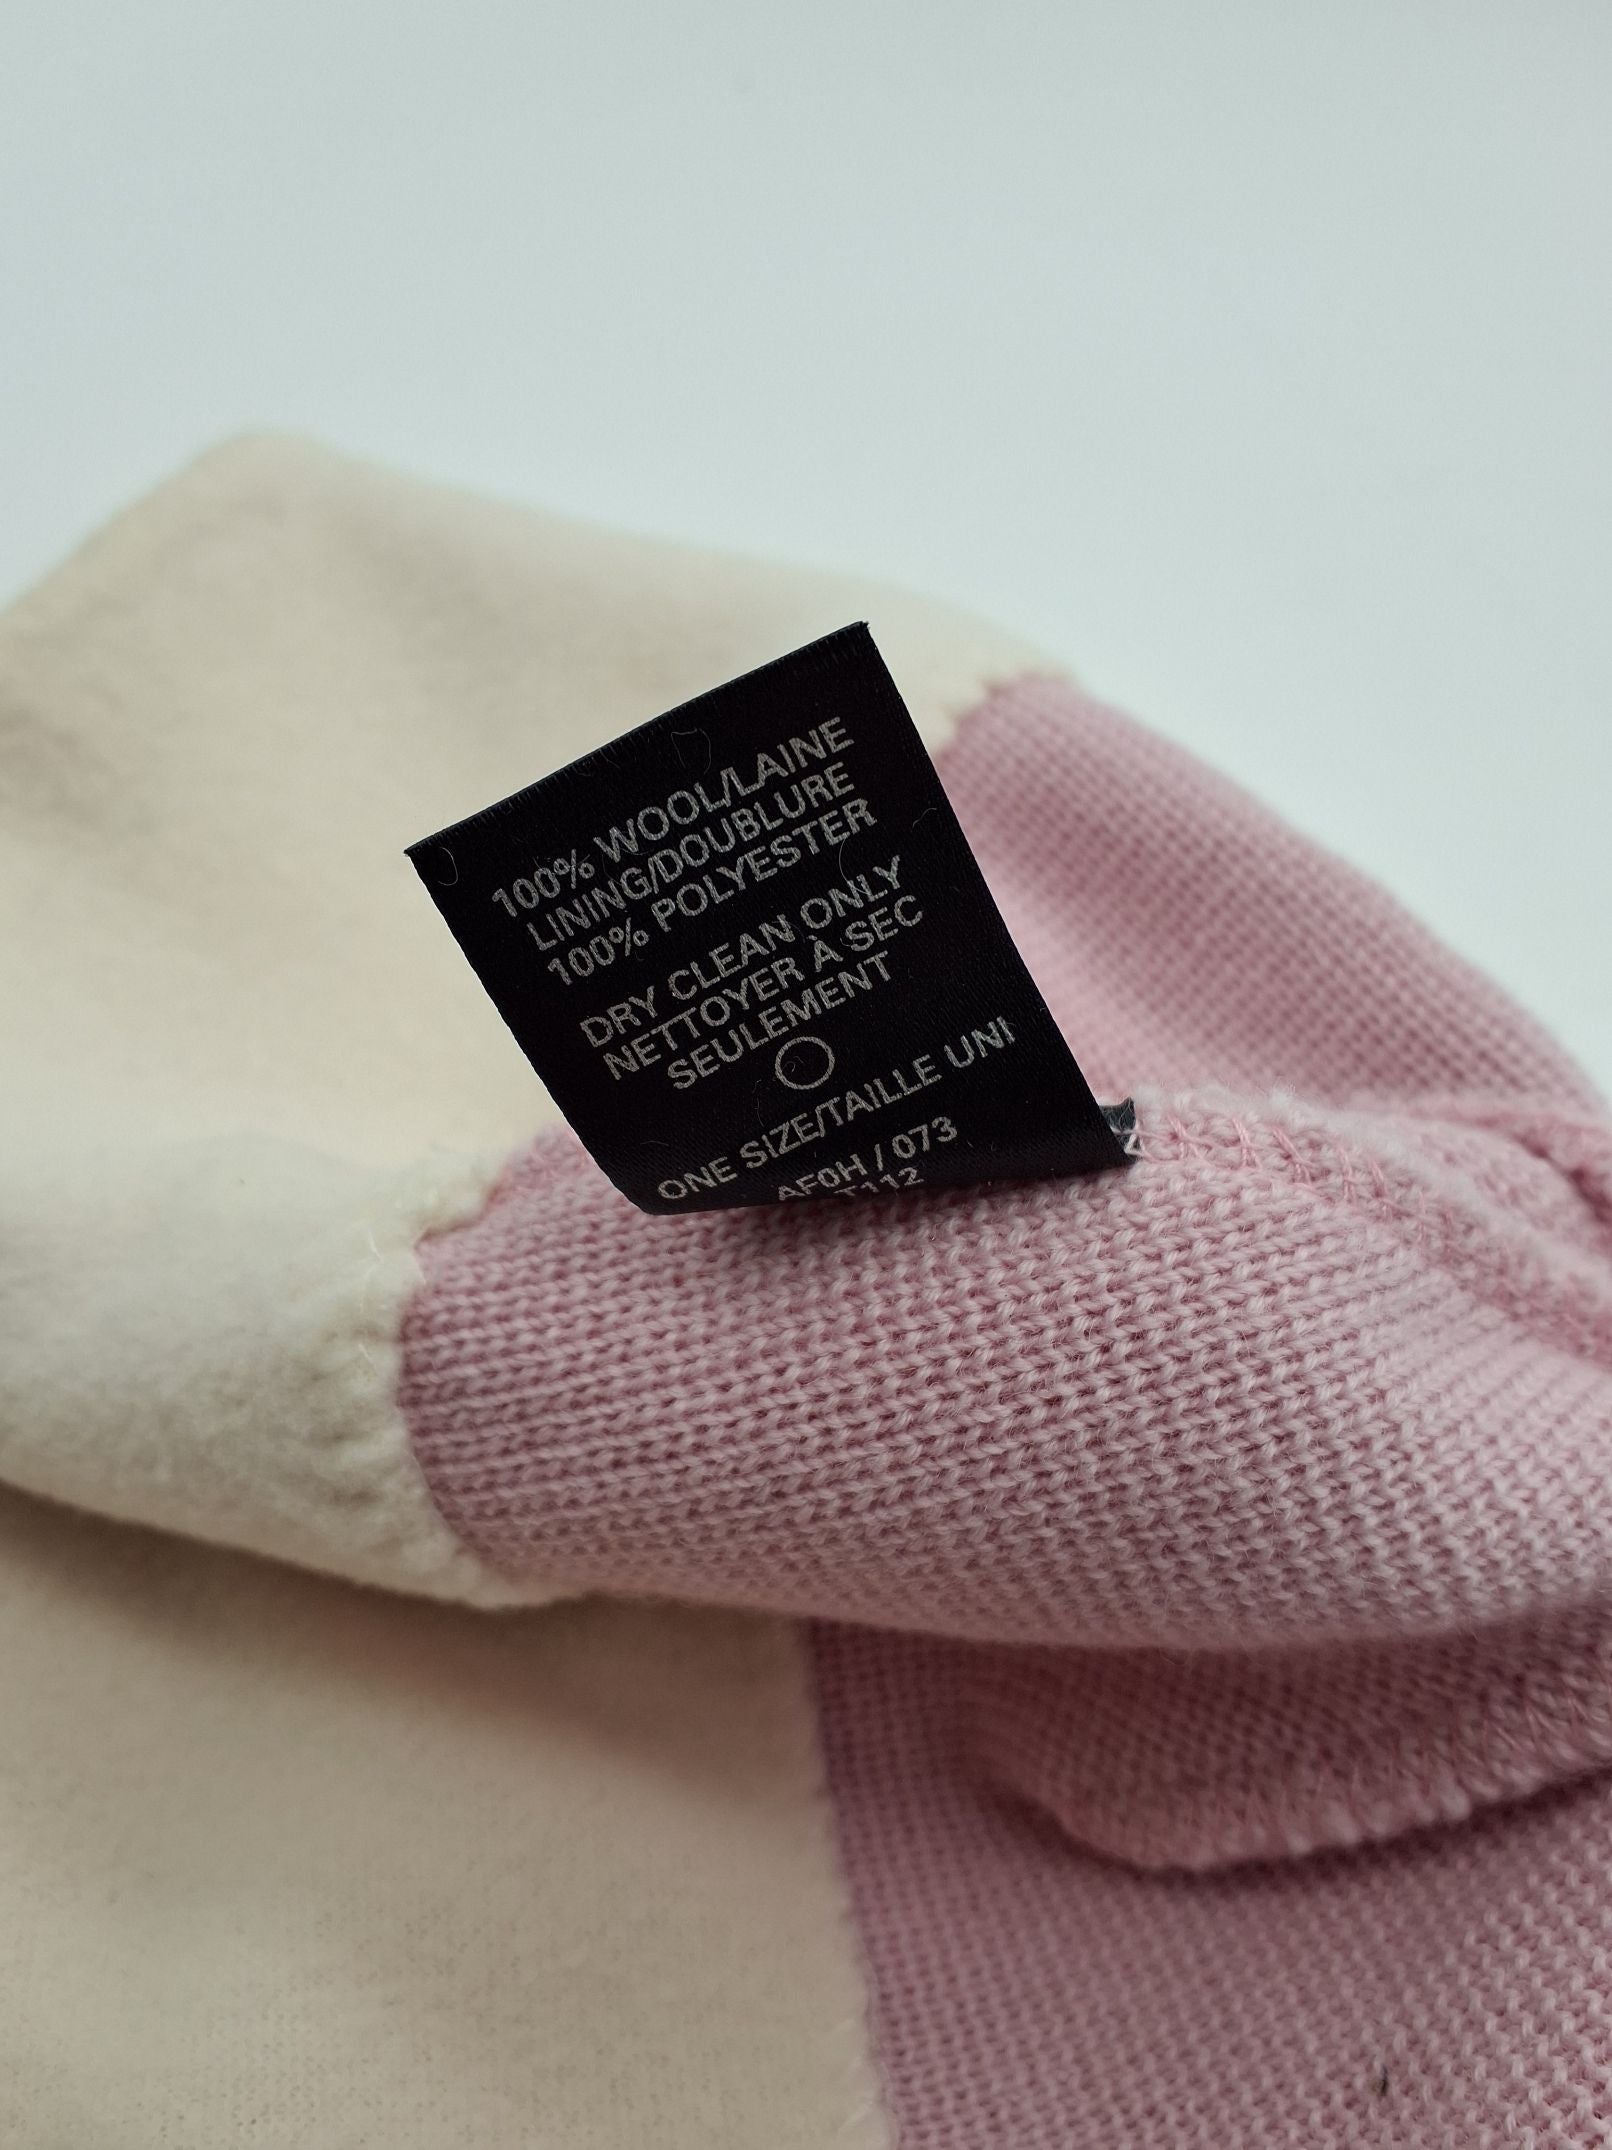 100% WOOL/LAINE
LINING/DOUBLURE
100% POLYESTER
DRY CLEAN ONLY
NETTOYER À SEC
SEULEMENT
ONE SIZE/TAILLE UNI
AF0H / 073
T112